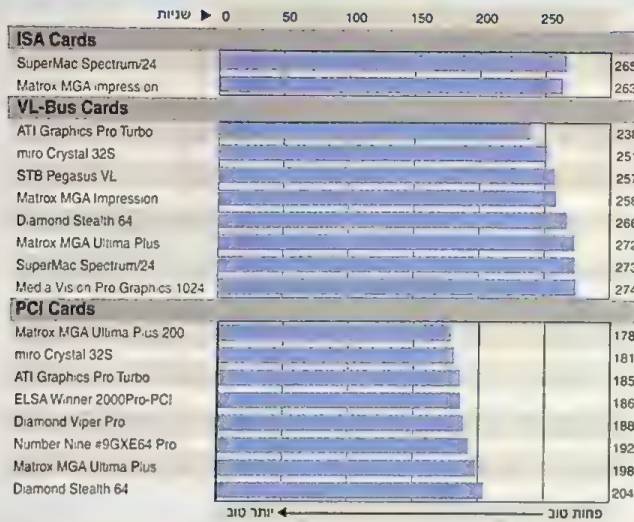 שניות ▶ 0 50 100 150 200 250
ISA Cards
SuperMac Spectrum/24 265
Matrox MGA Impression 263
VL-Bus Cards
ATI Graphics Pro Turbo 238
miro Crystal 32S 251
STB Pegasus VL 257
Matrox MGA Impression 258
Diamond Stealth 64 266
Matrox MGA Ultima Plus 272
SuperMac Spectrum/24 273
Media Vision Pro Graphics 1024 274
PCI Cards
Matrox MGA Ultima Plus 200 178
miro Crystal 32S 181
ATI Graphics Pro Turbo 185
ELSA Winner 2000Pro-PCI 186
Diamond Viper Pro 188
Number Nine #9GXE64 Pro 192
Matrox MGA Ultima Plus 198
Diamond Stealth 64 204
יותר טוב ◀ פחות טוב